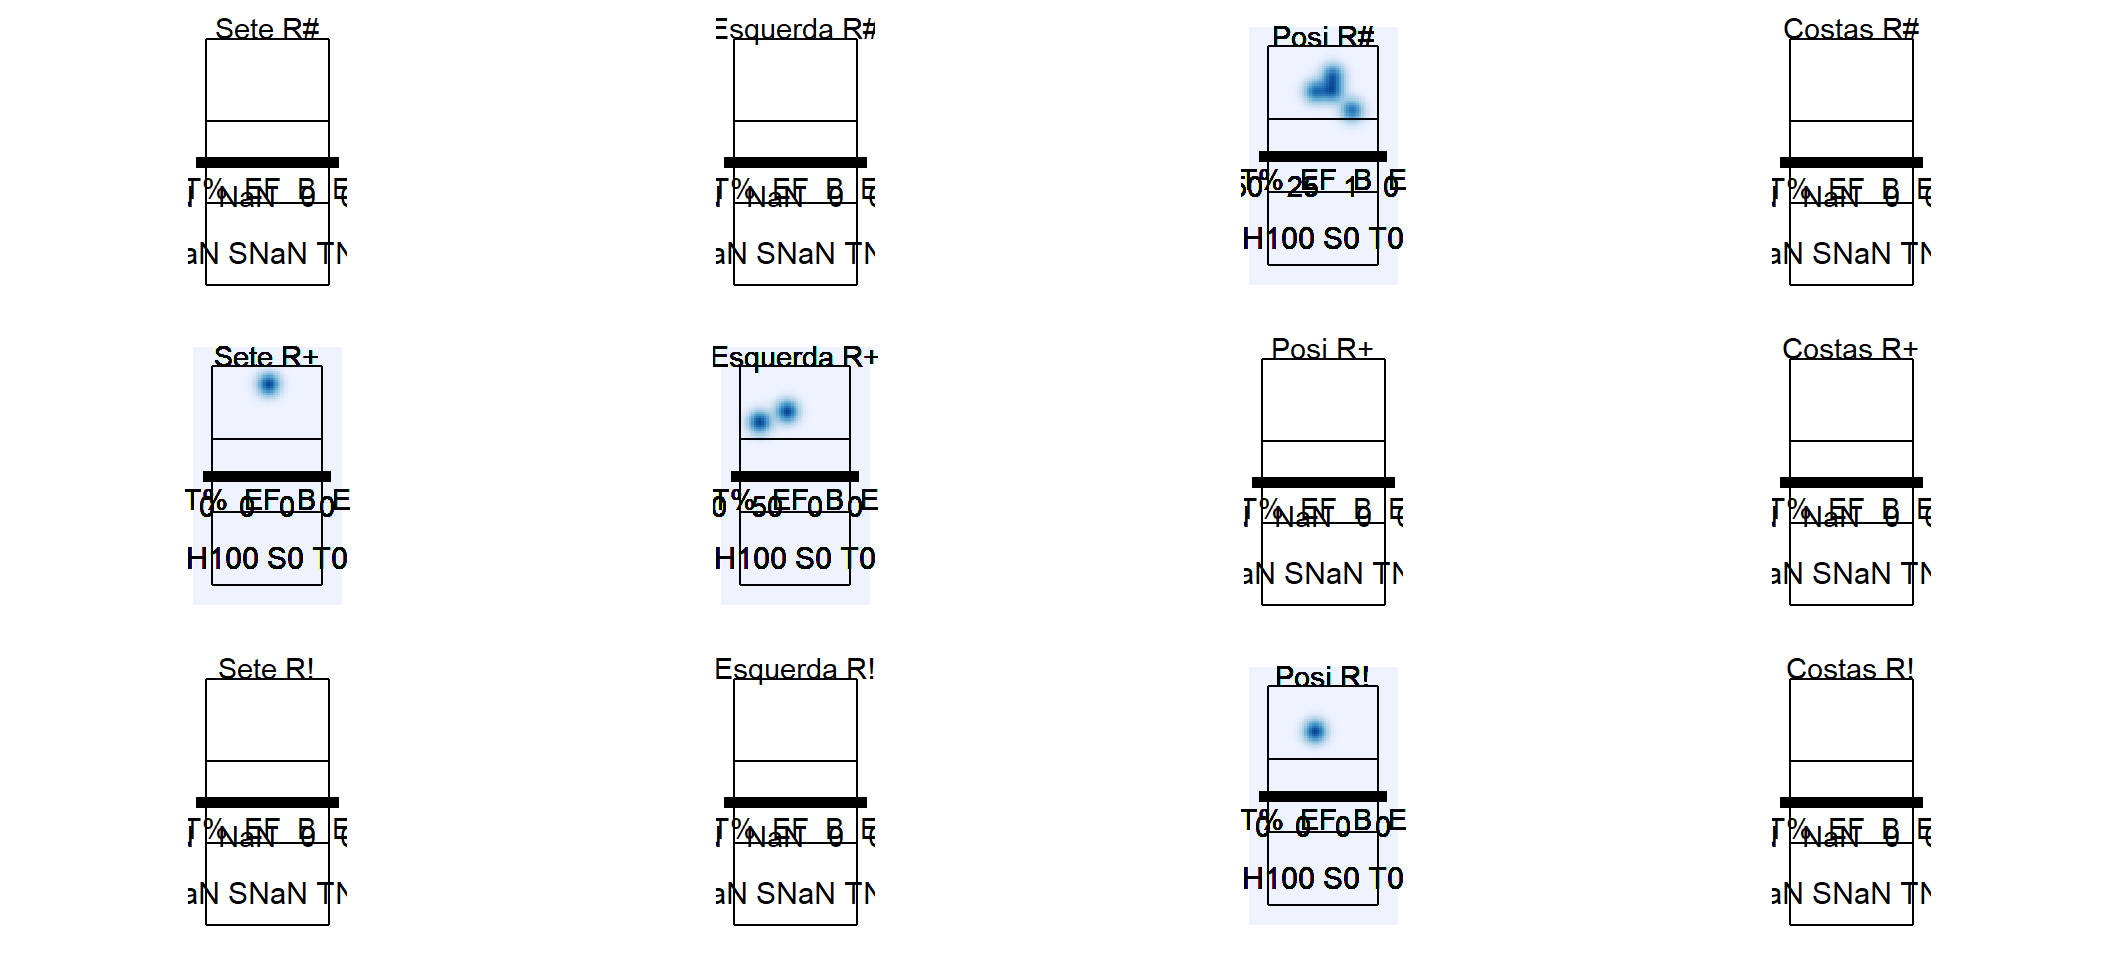 Sete R#
Esquerda R#
Posi R#
Costas R#
T% EF B E
NaN 0
T% EF B E
NaN 0
T% EF B E
50 25 1 0
T% EF B E
NaN 0
aN SNaN TN
aN SNaN TN
H100 S0 T0
aN SNaN TN
Sete R+
Esquerda R+
Posi R+
Costas R+
T% EF B E
0 0 0 0
T% EF B E
0 50 0 0
T% EF B E
NaN 0
T% EF B E
NaN 0
H100 S0 T0
H100 S0 T0
aN SNaN TN
aN SNaN TN
Sete R!
Esquerda R!
Posi R!
Costas R!
T% EF B E
NaN 0
T% EF B E
NaN 0
T% EF B E
0 0 0 0
T% EF B E
NaN 0
aN SNaN TN
aN SNaN TN
H100 S0 T0
aN SNaN TN